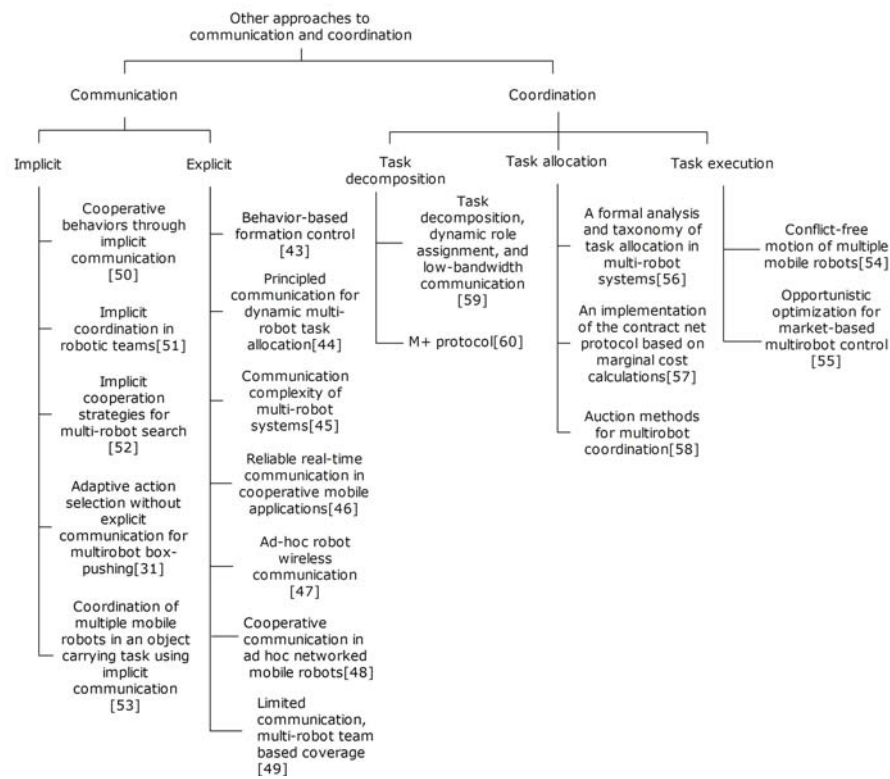 Other approaches to
communication and coordination
Communication
Coordination
Implicit
Explicit
Task
decomposition
Task allocation
Task execution
Cooperative
behaviors through
implicit
communication
[50]
Implicit
coordination in
robotic teams[51]
Implicit
cooperation
strategies for
multi-robot search
[52]
Adaptive action
selection without
explicit
communication for
multirobot box-
pushing[31]
Coordination of
multiple mobile
robots in an object
carrying task using
implicit
communication
[53]
Behavior-based
formation control
[43]
Principled
communication for
dynamic multi-
robot task
allocation[44]
Communication
complexity of
multi-robot
systems[45]
Reliable real-time
communication in
cooperative mobile
applications[46]
Ad-hoc robot
wireless
communication
[47]
Cooperative
communication in
ad hoc networked
mobile robots[48]
Limited
communication,
multi-robot team
based coverage
[49]
Task
decomposition,
dynamic role
assignment, and
low-bandwidth
communication
[59]
M+ protocol[60]
A formal analysis
and taxonomy of
task allocation in
multi-robot
systems[56]
An implementation
of the contract net
protocol based on
marginal cost
calculations[57]
Auction methods
for multirobot
coordination[58]
Conflict-free
motion of multiple
mobile robots[54]
Opportunistic
optimization for
market-based
multirobot control
[55]